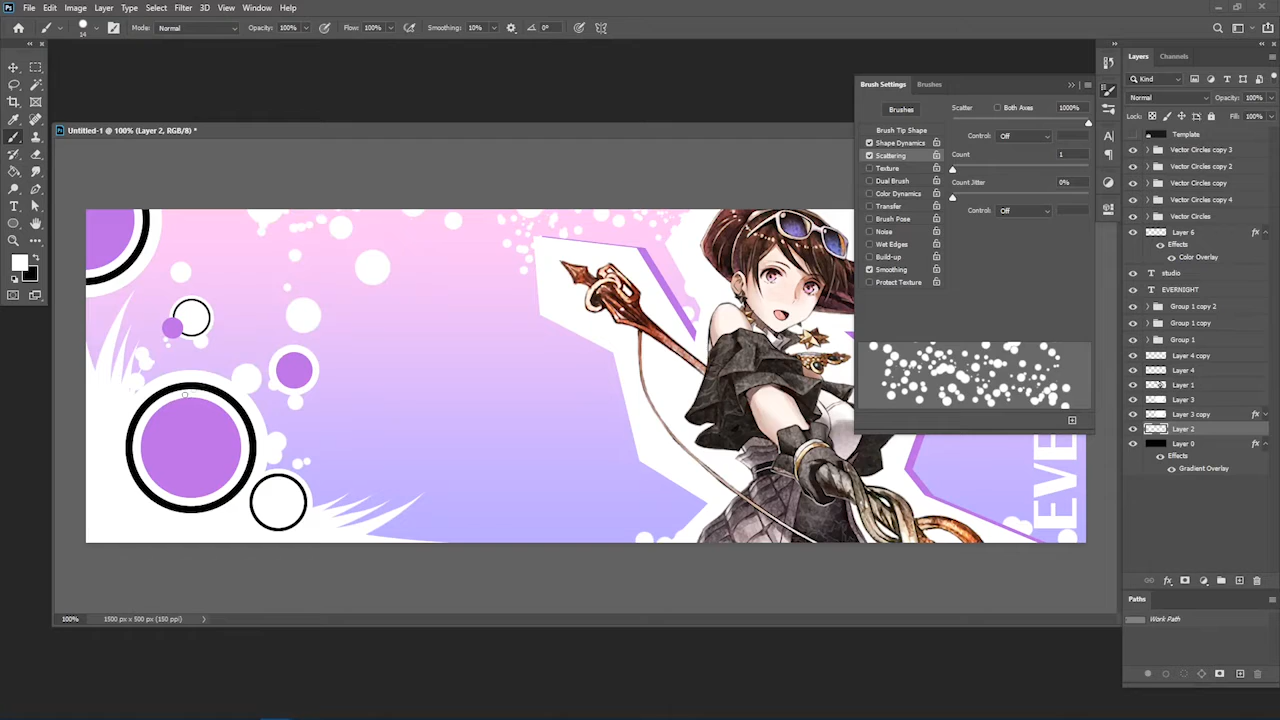 Ps File Edit Image Layer Type Select Filter 3D View Window Help
14 Mode: Normal Opacity: 100% Flow: 100% Smoothing: 10% 0°
Untitled-1 @ 100% (Layer 2, RGB/8) *
EVE
100% 1500 px x 500 px (150 ppi)
Brush Settings Brushes
Brushes
Brush Tip Shape
Shape Dynamics
Scattering
Texture
Dual Brush
Color Dynamics
Transfer
Brush Pose
Noise
Wet Edges
Build-up
Smoothing
Protect Texture
Scatter Both Axes 1000%
Control: Off
Count 1
Count Jitter 0%
Control: Off
Layers Channels
Kind
Normal Opacity: 100%
Lock: Fill: 100%
Template
Vector Circles copy 3
Vector Circles copy 2
Vector Circles copy
Vector Circles copy 4
Vector Circles
Layer 6 fx
Effects
Color Overlay
T studio
T EVERNIGHT
Group 1 copy 2
Group 1 copy
Group 1
Layer 4 copy
Layer 4
Layer 1
Layer 3
Layer 3 copy fx
Layer 2
Layer 0 fx
Effects
Gradient Overlay
fx
Paths
Work Path